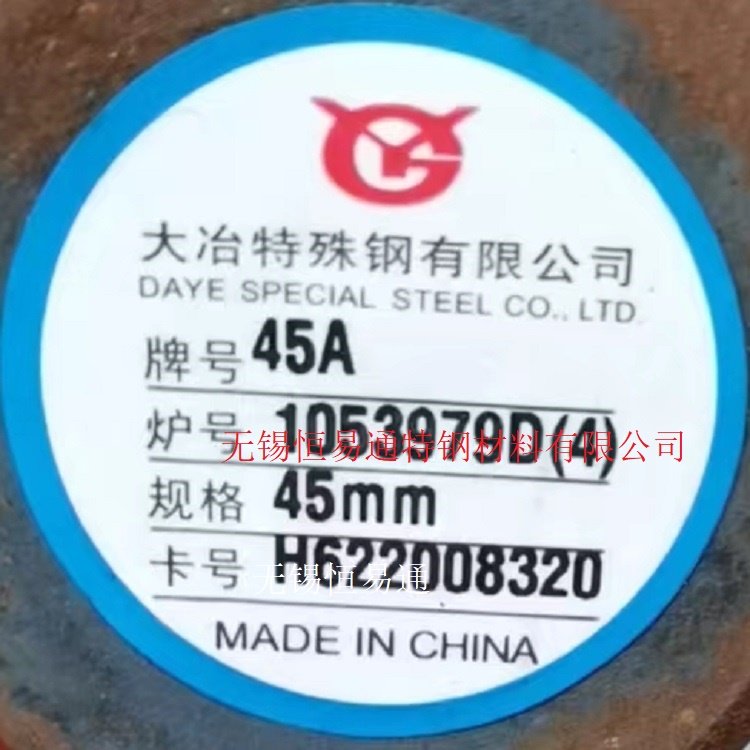 大冶特殊钢有限公司
DAYE SPECIAL STEEL CO., LTD.
牌号 45A
炉号 1053979D(4)
无锡恒易通特钢材料有限公司
规格 45mm
卡号 H622008320
无锡恒易通
MADE IN CHINA